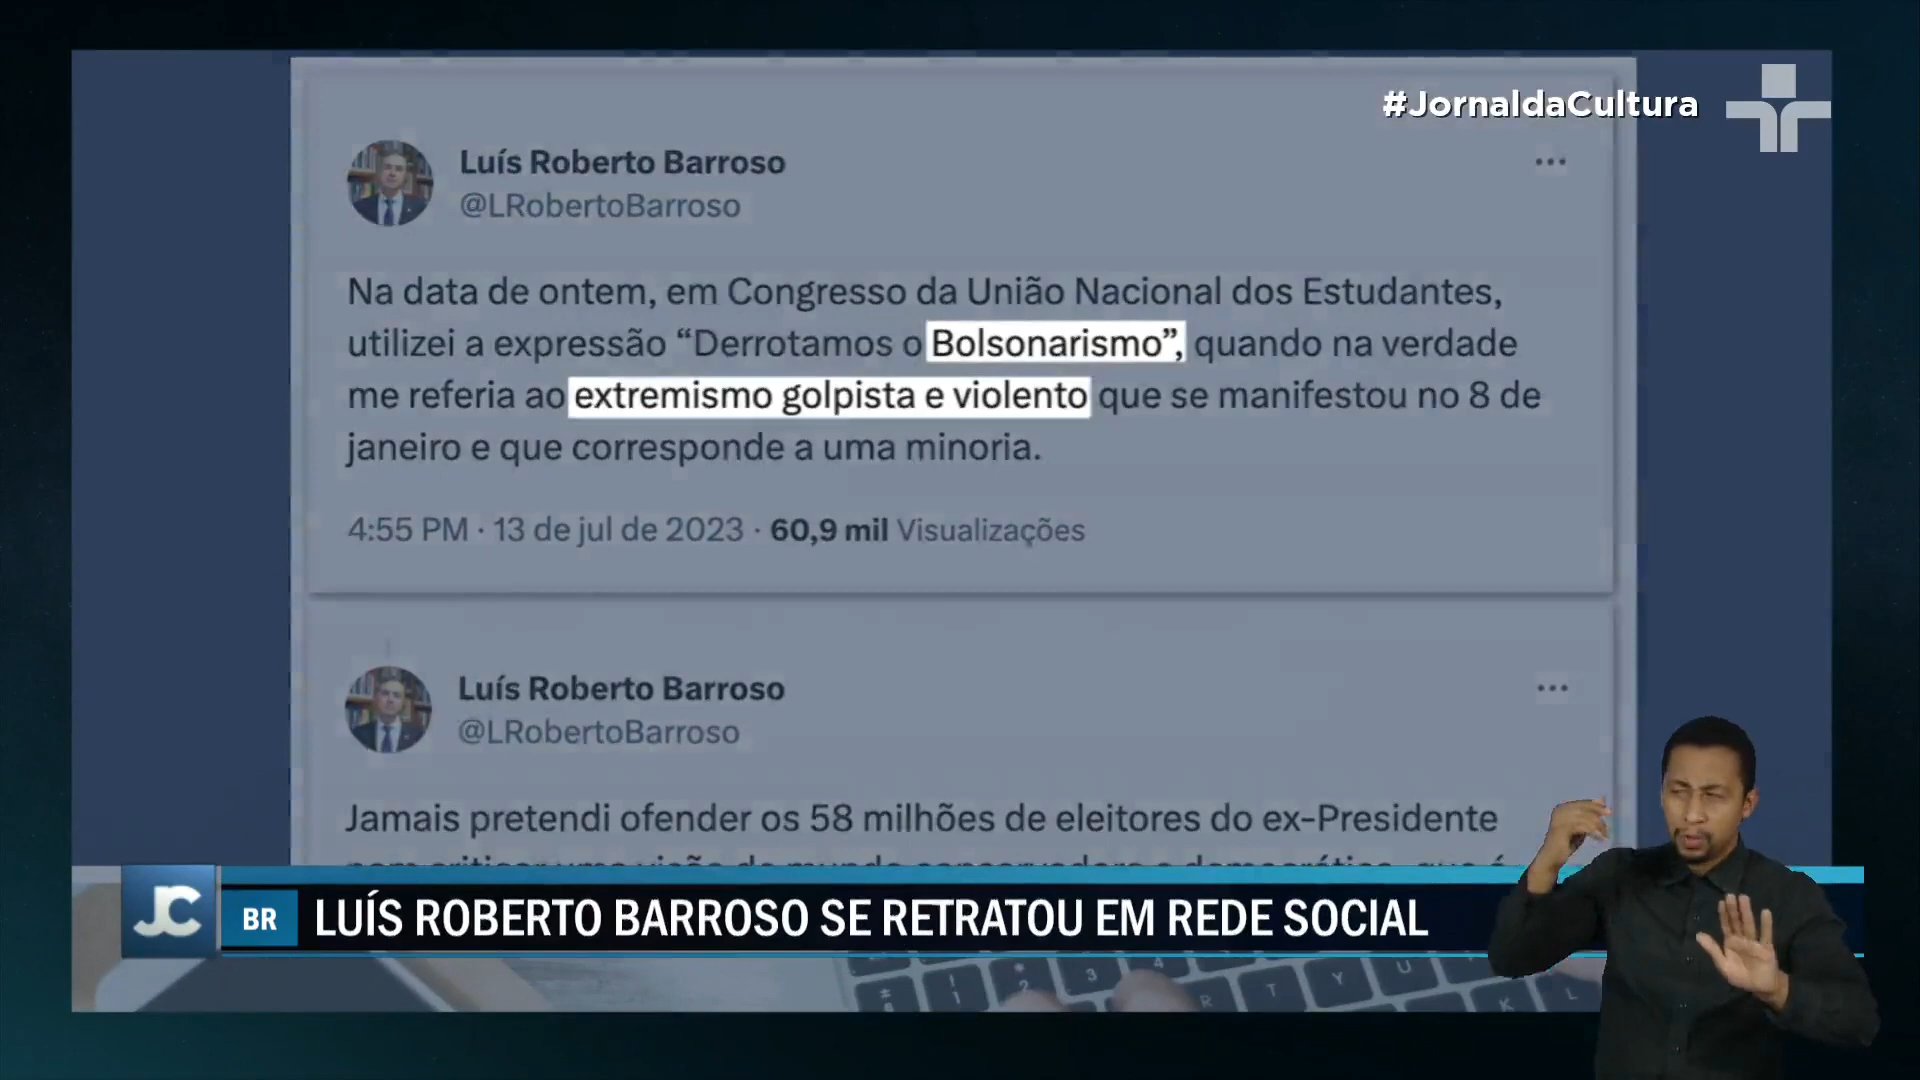 #JornaldaCultura
Luís Roberto Barroso
@LRobertoBarroso
Na data de ontem, em Congresso da União Nacional dos Estudantes,
utilizei a expressão “Derrotamos o Bolsonarismo”, quando na verdade
me referia ao extremismo golpista e violento que se manifestou no 8 de
janeiro e que corresponde a uma minoria.
4:55 PM · 13 de jul de 2023 · 60,9 mil Visualizações
Luís Roberto Barroso
@LRobertoBarroso
Jamais pretendi ofender os 58 milhões de eleitores do ex-Presidente
JC BR LUÍS ROBERTO BARROSO SE RETRATOU EM REDE SOCIAL
2 3 4
R T Y U
K L